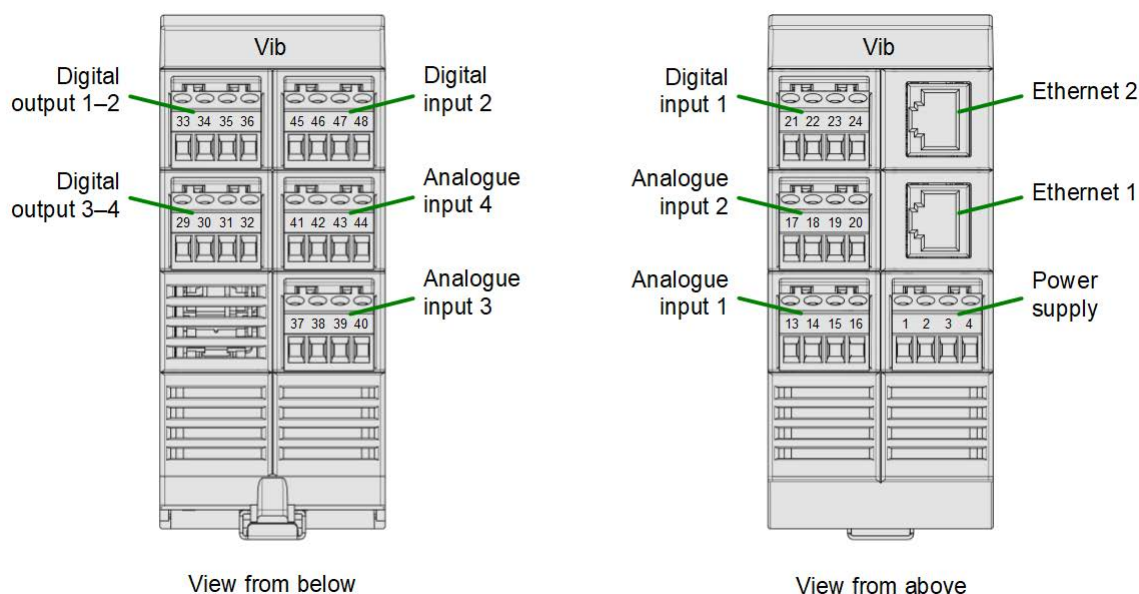 Vib
Digital
output 1–2
33 34 35 36
45 46 47 48
Digital
input 2
Digital
output 3–4
29 30 31 32
41 42 43 44
Analogue
input 4
37 38 39 40
Analogue
input 3
View from below
Vib
Digital
input 1
21 22 23 24
Ethernet 2
Analogue
input 2
17 18 19 20
Ethernet 1
Analogue
input 1
13 14 15 16
1 2 3 4
Power
supply
View from above